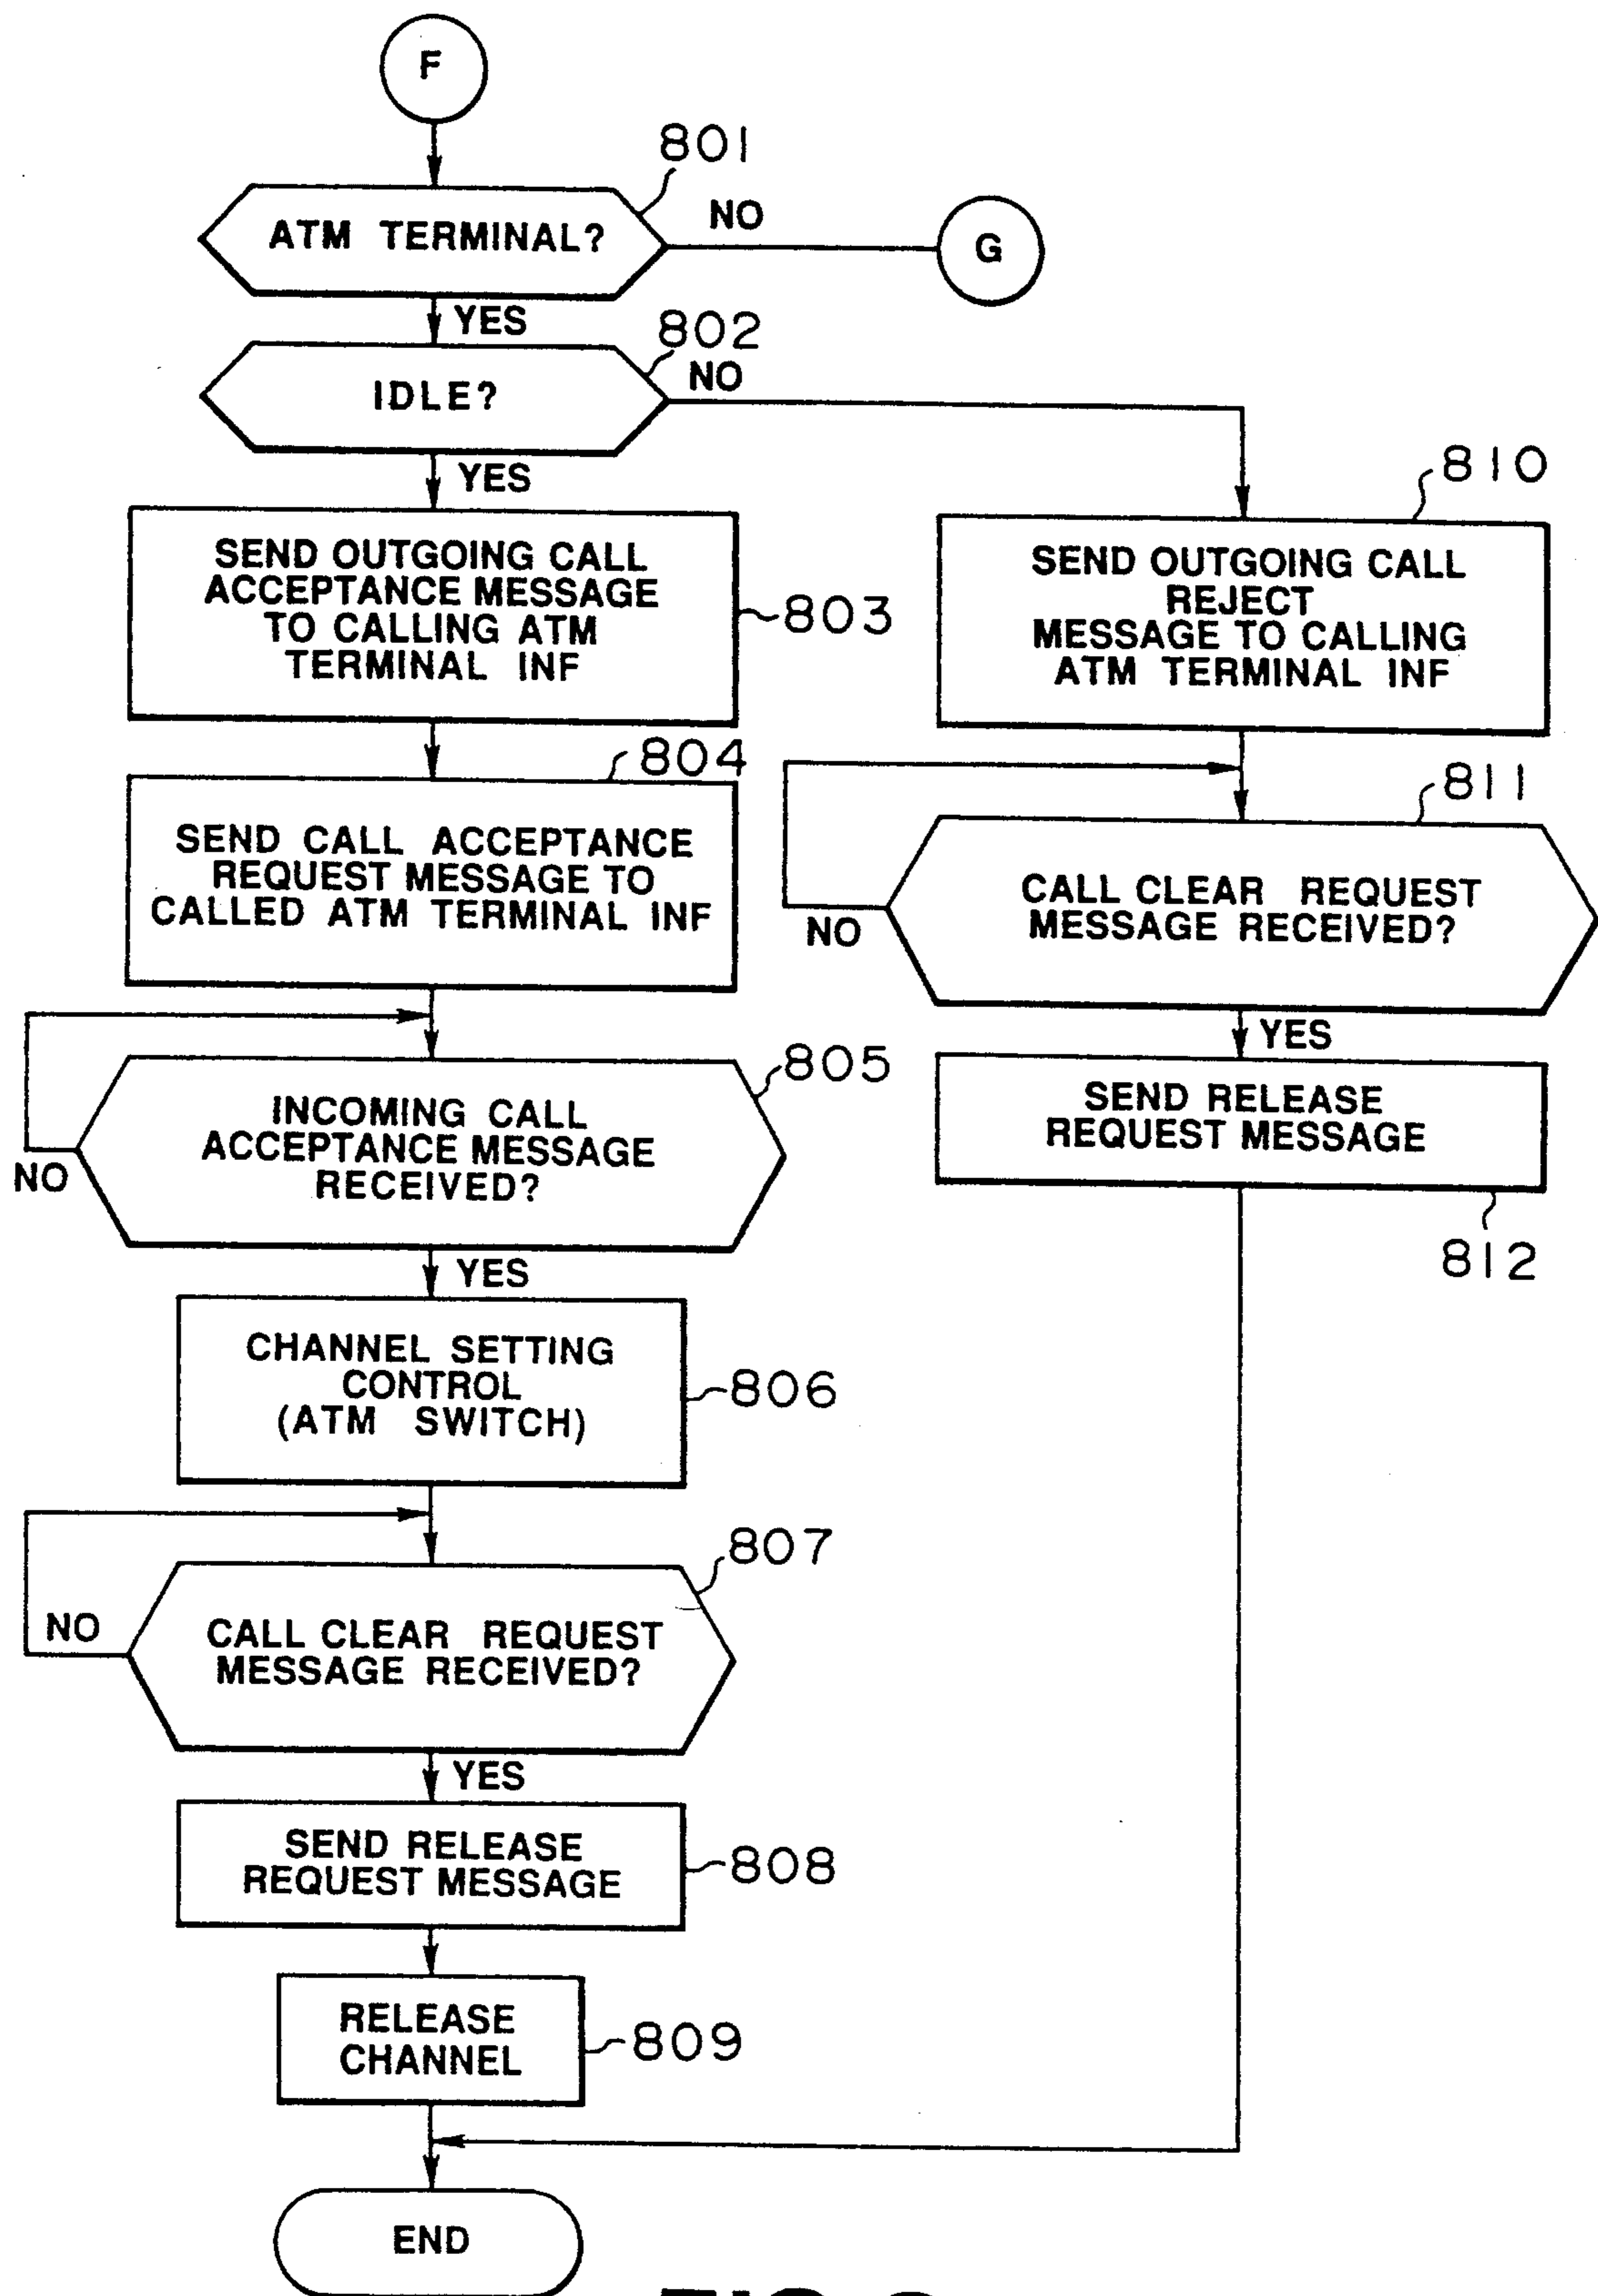 F
801
ATM TERMINAL?
NO
G
YES
802
IDLE?
NO
YES
SEND OUTGOING CALL
ACCEPTANCE MESSAGE
TO CALLING ATM
TERMINAL INF
803
810
SEND OUTGOING CALL
REJECT
MESSAGE TO CALLING
ATM TERMINAL INF
804
SEND CALL ACCEPTANCE
REQUEST MESSAGE TO
CALLED ATM TERMINAL INF
811
CALL CLEAR REQUEST
MESSAGE RECEIVED?
NO
YES
805
INCOMING CALL
ACCEPTANCE MESSAGE
RECEIVED?
NO
YES
SEND RELEASE
REQUEST MESSAGE
812
CHANNEL SETTING
CONTROL
(ATM SWITCH)
806
807
CALL CLEAR REQUEST
MESSAGE RECEIVED?
NO
YES
SEND RELEASE
REQUEST MESSAGE
808
RELEASE
CHANNEL
809
END